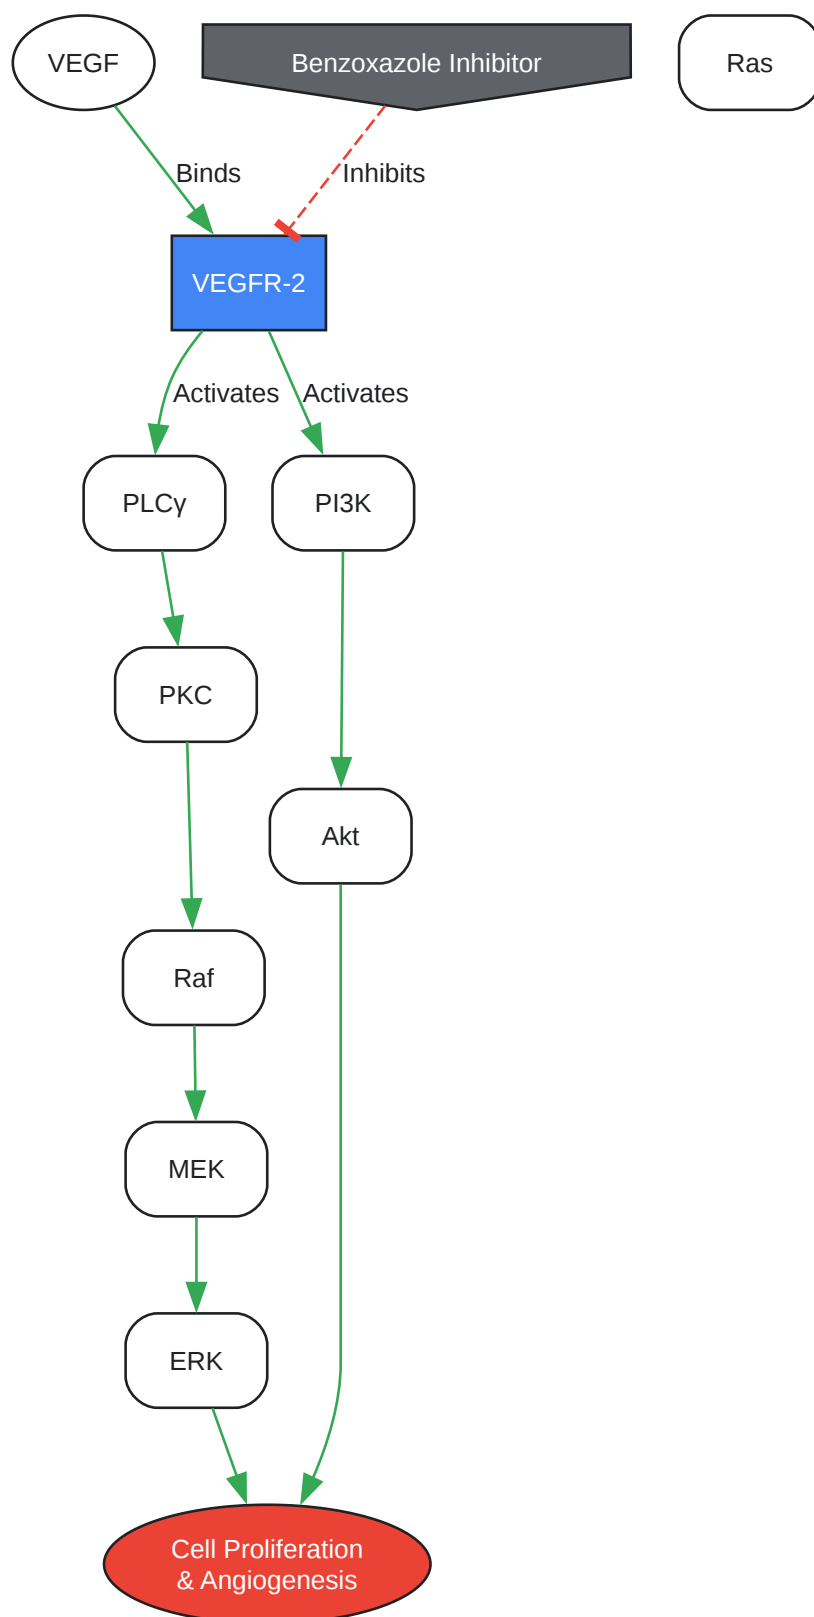 VEGF
Benzoxazole Inhibitor
Ras
Binds
Inhibits
VEGFR-2
Activates
Activates
PLCγ
PI3K
PKC
Akt
Raf
MEK
ERK
Cell Proliferation
& Angiogenesis